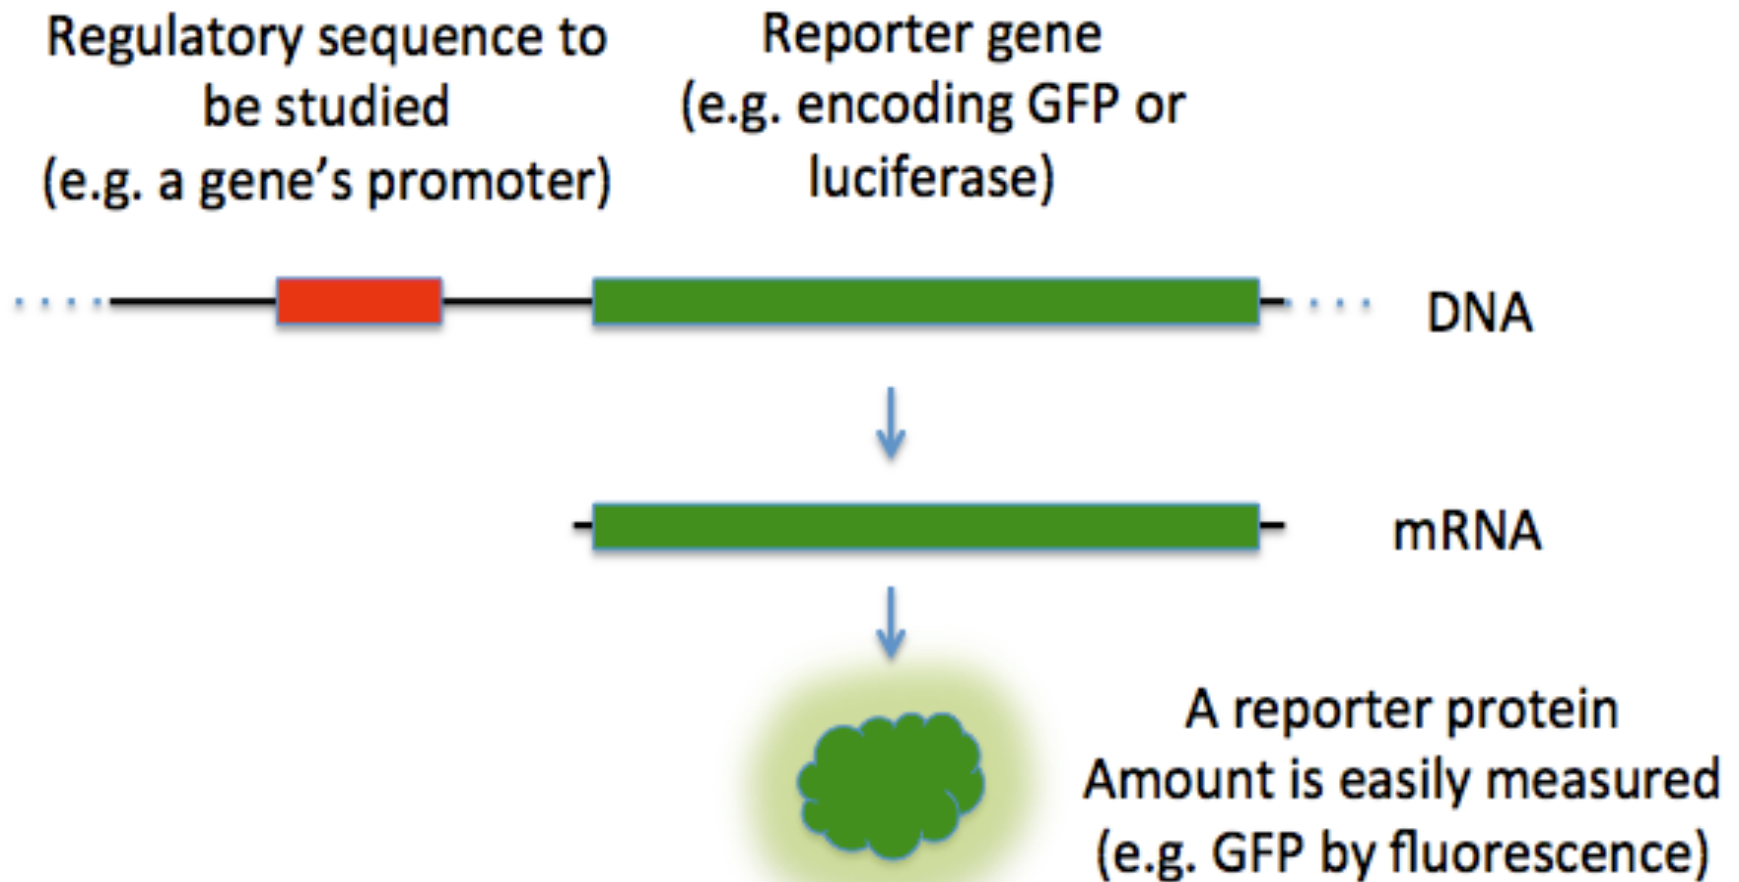 Regulatory sequence to
be studied
(e.g. a gene’s promoter)
Reporter gene
(e.g. encoding GFP or
luciferase)
DNA
mRNA
A reporter protein
Amount is easily measured
(e.g. GFP by fluorescence)